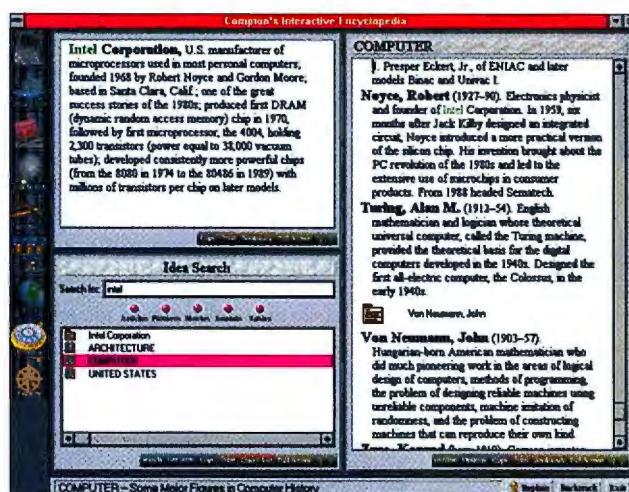 Compton's Interactive Encyclopedia
Intel Corporation, U.S. manufacturer of
microprocessors used in most personal computers;
founded 1968 by Robert Noyce and Gordon Moore;
based in Santa Clara, Calif.; one of the great
success stories of the 1980s; produced first DRAM
(dynamic random access memory) chip in 1970,
followed by first microprocessor, the 4004, holding
2,300 transistors (power equal to 38,000 vacuum
tubes); developed consistently more powerful chips
(from the 8080 in 1974 to the 80486 in 1989) with
millions of transistors per chip on later models.
Idea Search
Search for: intel
Articles Pictures Movies Sounds Tables
Intel Corporation
ARCHITECTURE
COMPUTER
UNITED STATES
COMPUTER
J. Presper Eckert, Jr., of ENIAC and later
models Binac and Univac I.
Noyce, Robert (1927–90). Electronics physicist
and founder of Intel Corporation. In 1959, six
months after Jack Kilby designed an integrated
circuit, Noyce introduced a more practical version
of the silicon chip. His invention brought about the
PC revolution of the 1980s and led to the
extensive use of microchips in consumer
products. From 1988 headed Sematech.
Turing, Alan M. (1912–54). English
mathematician and logician whose theoretical
universal computer, called the Turing machine,
provided the theoretical basis for the digital
computers developed in the 1940s. Designed the
first all-electric computer, the Colossus, in the
early 1940s.
Von Neumann, John
Von Neumann, John (1903–57).
Hungarian-born American mathematician who
did much pioneering work in the areas of logical
design of computers, methods of programming,
the problem of designing reliable machines using
unreliable components, machine imitation of
randomness, and the problem of constructing
machines that can reproduce their own kind.
COMPUTER – Some Major Figures in Computer History
Backtrack Exit